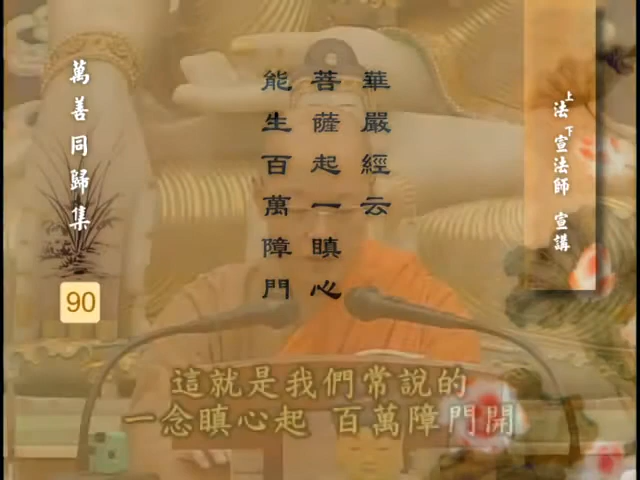 上法下宣法師 宣講
華嚴經云
菩薩起一瞋心
能生百萬障門
萬善同歸集
90
這就是我們常說的
一念瞋心起 百萬障門開